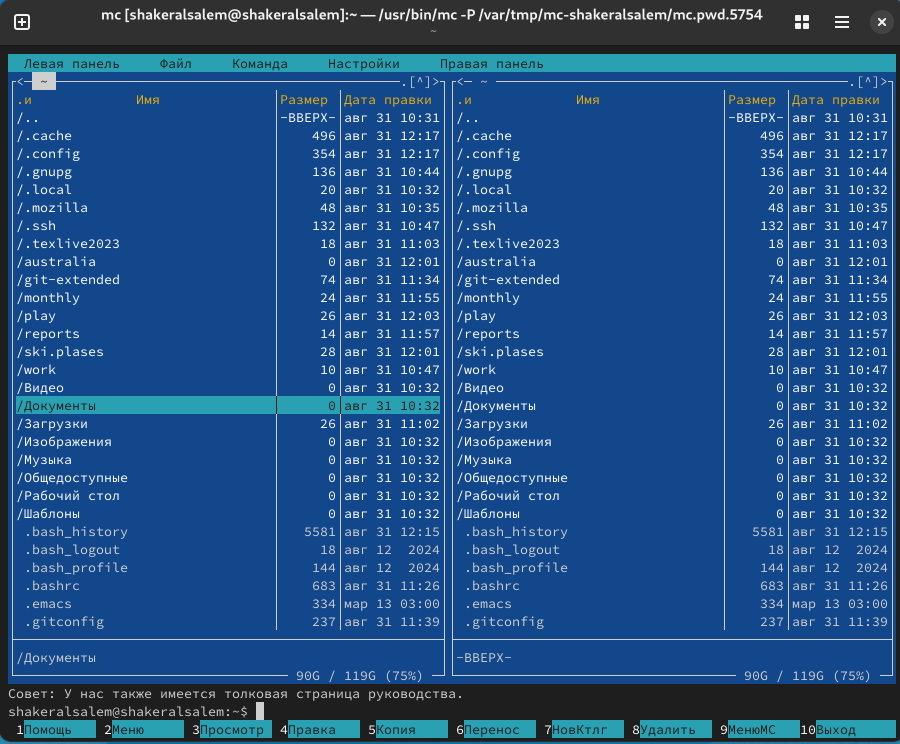 mc [shakeralsalem@shakeralsalem]:~ — /usr/bin/mc -P /var/tmp/mc-shakeralsalem/mc.pwd.5754
~
Левая панель Файл Команда Настройки Правая панель
<─ ~ .[^]> <─ ~ .[^]>
.и Имя Размер Дата правки .и Имя Размер Дата правки
/.. -ВВЕРХ- авг 31 10:31 /.. -ВВЕРХ- авг 31 10:31
/.cache 496 авг 31 12:17 /.cache 496 авг 31 12:17
/.config 354 авг 31 12:17 /.config 354 авг 31 12:17
/.gnupg 136 авг 31 10:44 /.gnupg 136 авг 31 10:44
/.local 20 авг 31 10:32 /.local 20 авг 31 10:32
/.mozilla 48 авг 31 10:35 /.mozilla 48 авг 31 10:35
/.ssh 132 авг 31 10:47 /.ssh 132 авг 31 10:47
/.texlive2023 18 авг 31 11:03 /.texlive2023 18 авг 31 11:03
/australia 0 авг 31 12:01 /australia 0 авг 31 12:01
/git-extended 74 авг 31 11:34 /git-extended 74 авг 31 11:34
/monthly 24 авг 31 11:55 /monthly 24 авг 31 11:55
/play 26 авг 31 12:03 /play 26 авг 31 12:03
/reports 14 авг 31 11:57 /reports 14 авг 31 11:57
/ski.plases 28 авг 31 12:01 /ski.plases 28 авг 31 12:01
/work 10 авг 31 10:47 /work 10 авг 31 10:47
/Видео 0 авг 31 10:32 /Видео 0 авг 31 10:32
/Документы 0 авг 31 10:32 /Документы 0 авг 31 10:32
/Загрузки 26 авг 31 11:02 /Загрузки 26 авг 31 11:02
/Изображения 0 авг 31 10:32 /Изображения 0 авг 31 10:32
/Музыка 0 авг 31 10:32 /Музыка 0 авг 31 10:32
/Общедоступные 0 авг 31 10:32 /Общедоступные 0 авг 31 10:32
/Рабочий стол 0 авг 31 10:32 /Рабочий стол 0 авг 31 10:32
/Шаблоны 0 авг 31 10:32 /Шаблоны 0 авг 31 10:32
.bash_history 5581 авг 31 12:15 .bash_history 5581 авг 31 12:15
.bash_logout 18 авг 12 2024 .bash_logout 18 авг 12 2024
.bash_profile 144 авг 12 2024 .bash_profile 144 авг 12 2024
.bashrc 683 авг 31 11:26 .bashrc 683 авг 31 11:26
.emacs 334 мар 13 03:00 .emacs 334 мар 13 03:00
.gitconfig 237 авг 31 11:39 .gitconfig 237 авг 31 11:39
/Документы -ВВЕРХ-
90G / 119G (75%) 90G / 119G (75%)
Совет: У нас также имеется толковая страница руководства.
shakeralsalem@shakeralsalem:~$
1Помощь 2Меню 3Просмотр 4Правка 5Копия 6Перенос 7НовКтлг 8Удалить 9МенюМС 10Выход